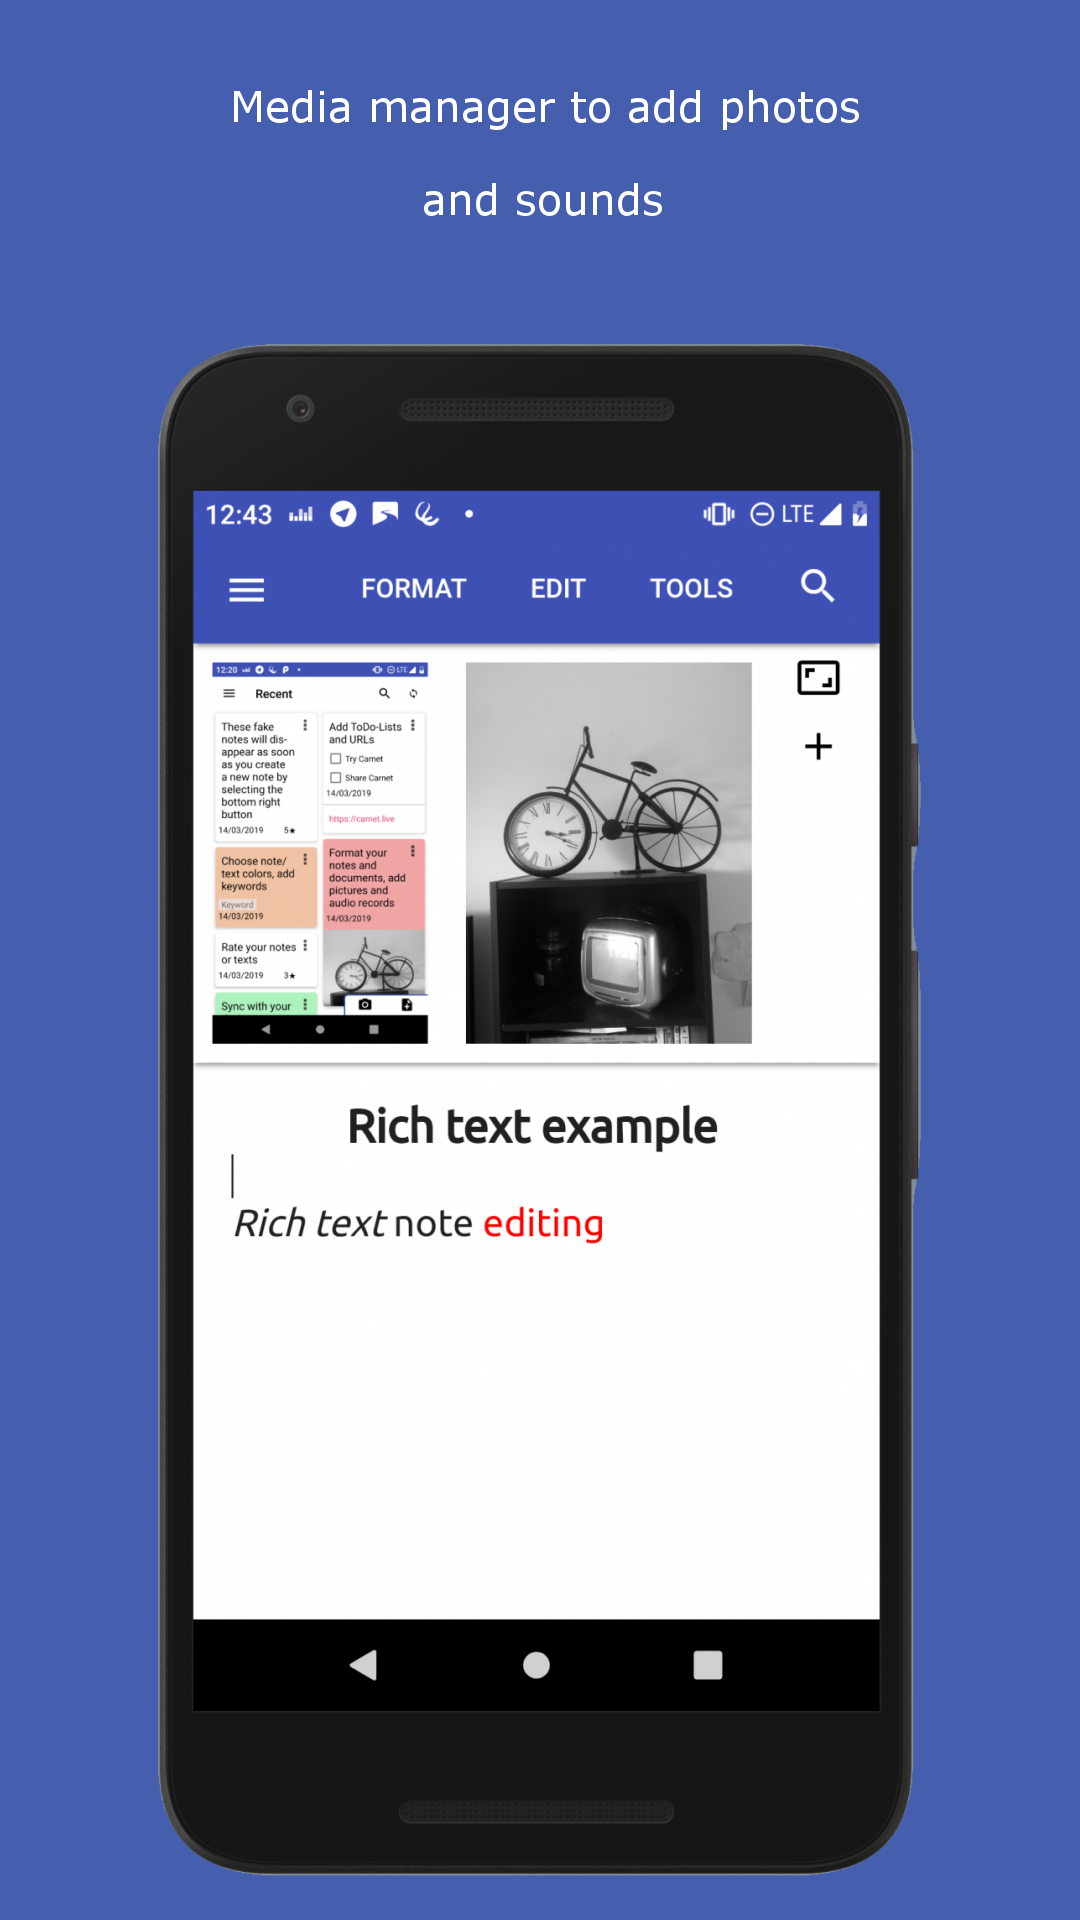 Media manager to add photos
and sounds
12:43
LTE
FORMAT EDIT TOOLS
12:20
LTE
Recent
These fake
notes will dis-
appear as soon
as you create
a new note by
selecting the
bottom right
button
14/03/2019 5★
Choose note/
text colors, add
keywords
Keyword
14/03/2019
Rate your notes
or texts
14/03/2019 3★
Sync with your
Add ToDo-Lists
and URLs
Try Carnet
Share Carnet
14/03/2019
https://carnet.live
Format your
notes and
documents, add
pictures and
audio records
14/03/2019
Rich text example
Rich text note editing